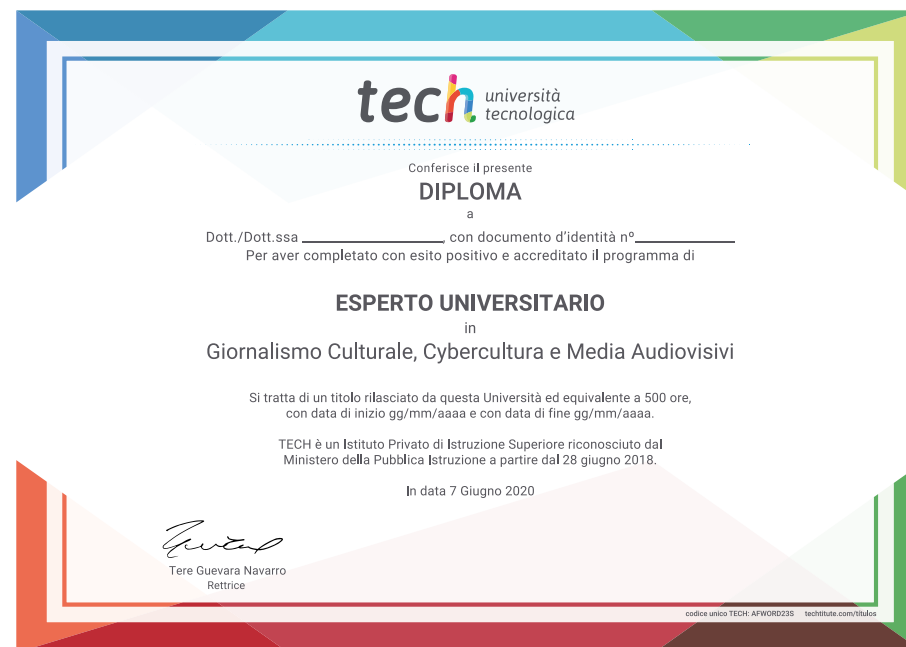 tech università
tecnologica
Conferisce il presente
DIPLOMA
a
Dott./Dott.ssa ____________________, con documento d'identità nº______________
Per aver completato con esito positivo e accreditato il programma di
ESPERTO UNIVERSITARIO
in
Giornalismo Culturale, Cybercultura e Media Audiovisivi
Si tratta di un titolo rilasciato da questa Università ed equivalente a 500 ore,
con data di inizio gg/mm/aaaa e con data di fine gg/mm/aaaa.
TECH è un Istituto Privato di Istruzione Superiore riconosciuto dal
Ministero della Pubblica Istruzione a partire dal 28 giugno 2018.
In data 7 Giugno 2020
Tere Guevara Navarro
Rettrice
codice unico TECH: AFWORD23S techtitute.com/titulos